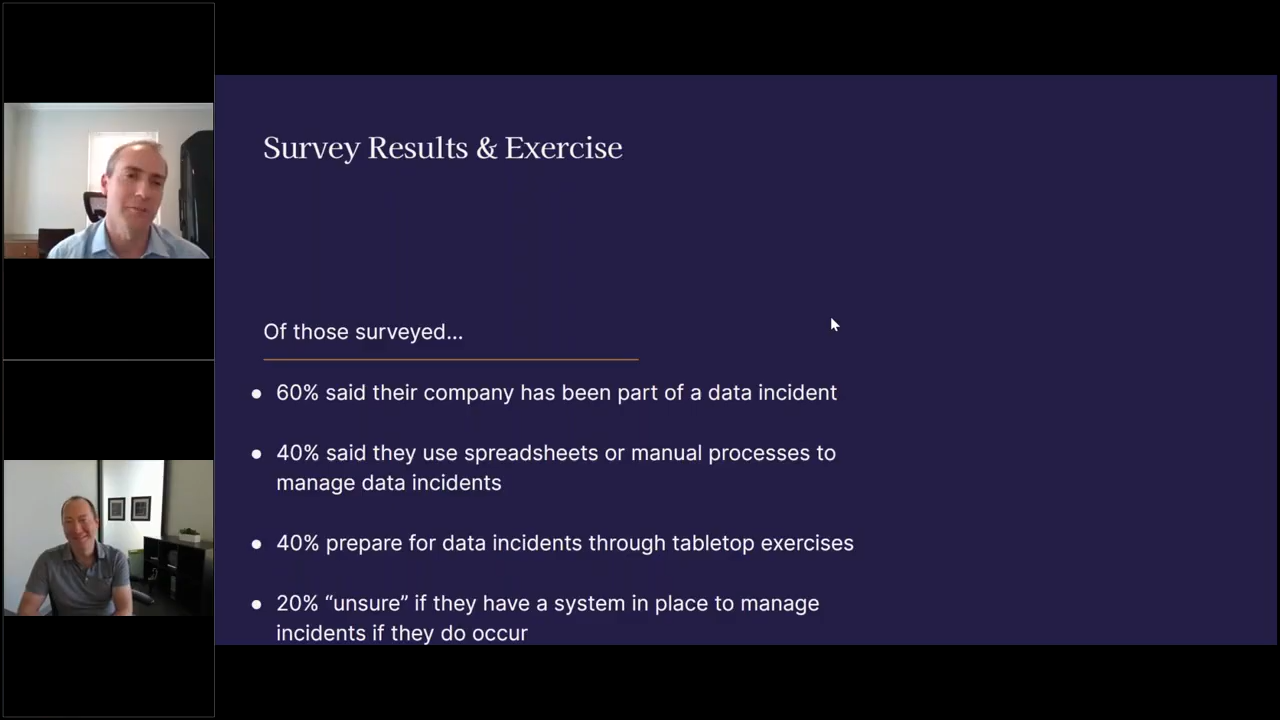 Survey Results & Exercise
Of those surveyed...
● 60% said their company has been part of a data incident
● 40% said they use spreadsheets or manual processes to
manage data incidents
● 40% prepare for data incidents through tabletop exercises
● 20% “unsure” if they have a system in place to manage
incidents if they do occur